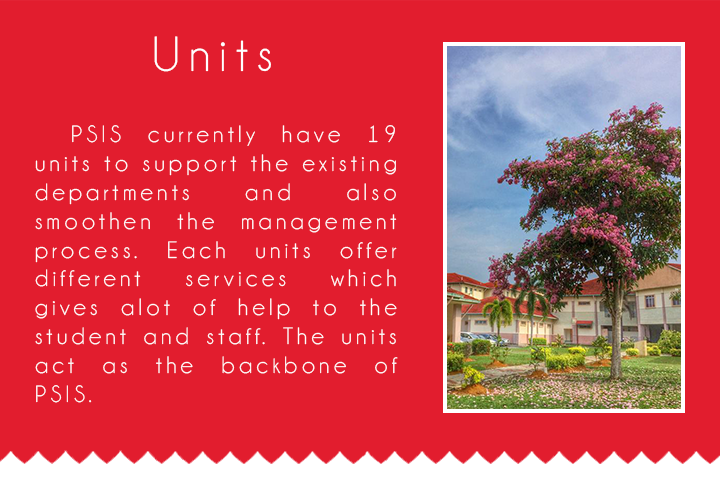 Units
PSIS currently have 19
units to support the existing
departments and also
smoothen the management
process. Each units offer
different services which
gives alot of help to the
student and staff. The units
act as the backbone of
PSIS.